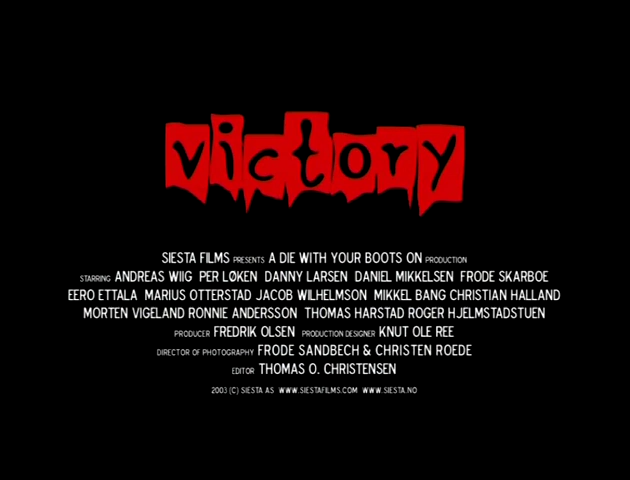 victory
SIESTA FILMS PRESENTS A DIE WITH YOUR BOOTS ON PRODUCTION
STARRING ANDREAS WIIG PER LØKEN DANNY LARSEN DANIEL MIKKELSEN FRODE SKARBOE
EERO ETTALA MARIUS OTTERSTAD JACOB WILHELMSON MIKKEL BANG CHRISTIAN HALLAND
MORTEN VIGELAND RONNIE ANDERSSON THOMAS HARSTAD ROGER HJELMSTADSTUEN
PRODUCER FREDRIK OLSEN PRODUCTION DESIGNER KNUT OLE REE
DIRECTOR OF PHOTOGRAPHY FRODE SANDBECH & CHRISTEN ROEDE
EDITOR THOMAS O. CHRISTENSEN
2003 (C) SIESTA AS WWW.SIESTAFILMS.COM WWW.SIESTA.NO